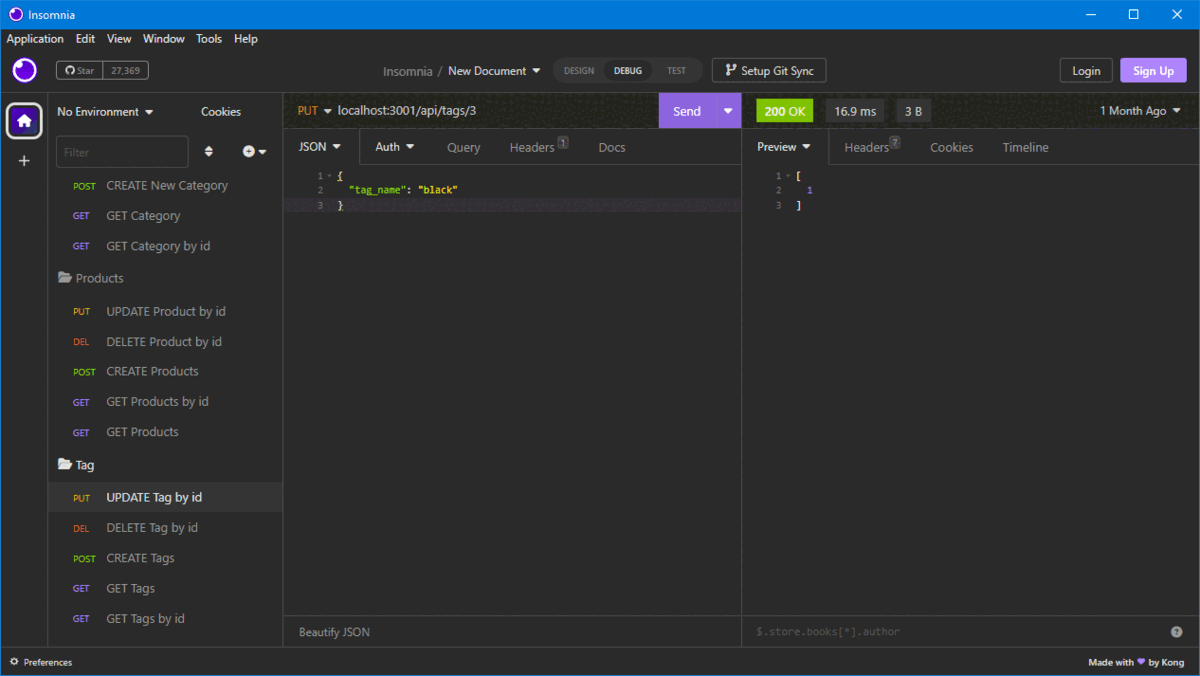 Insomnia
Application Edit View Window Tools Help
Star 27,369
Insomnia / New Document
DESIGN DEBUG TEST
Setup Git Sync
Login Sign Up
No Environment Cookies
Filter
POST CREATE New Category
GET GET Category
GET GET Category by id
Products
PUT UPDATE Product by id
DEL DELETE Product by id
POST CREATE Products
GET GET Products by id
GET GET Products
Tag
PUT UPDATE Tag by id
DEL DELETE Tag by id
POST CREATE Tags
GET GET Tags
GET GET Tags by id
PUT localhost:3001/api/tags/3 Send
JSON Auth Query Headers 1 Docs
1 {
2 "tag_name": "black"
3 }
Beautify JSON
200 OK 16.9 ms 3 B 1 Month Ago
Preview Headers 7 Cookies Timeline
1 [
2 1
3 ]
$.store.books[*].author ?
Preferences
Made with 💜 by Kong